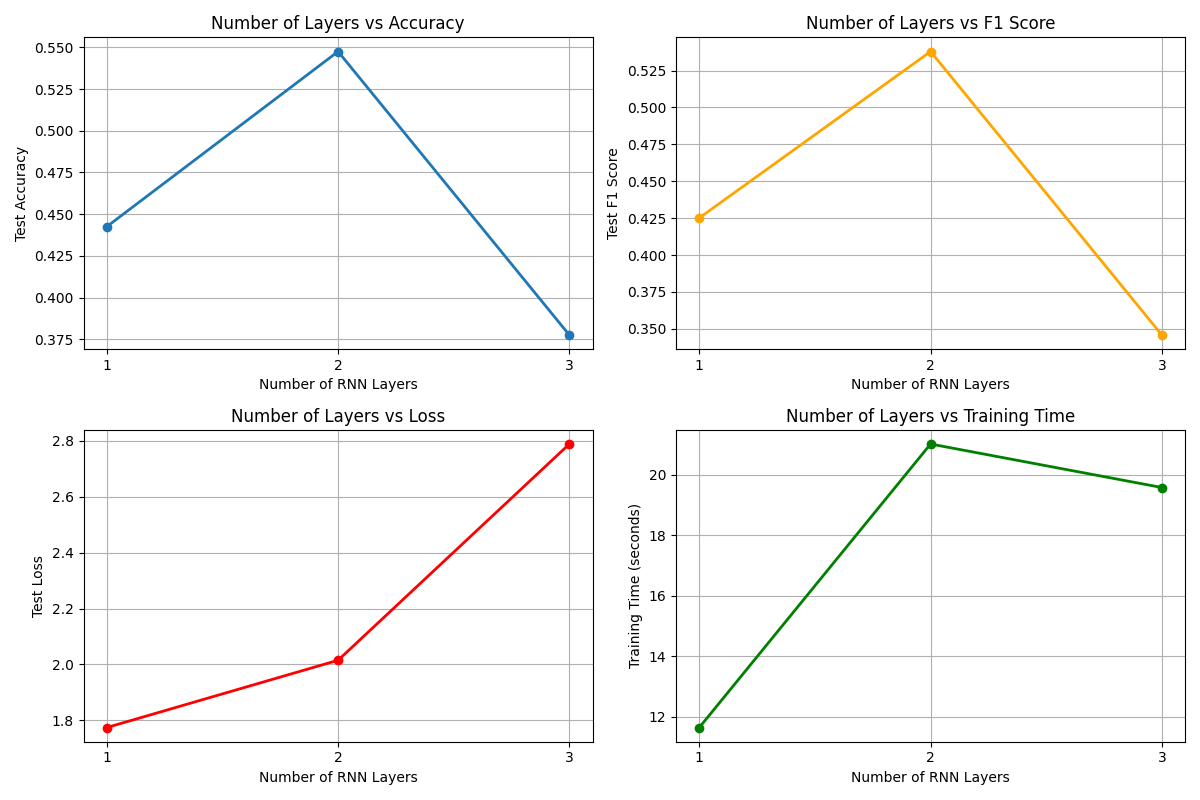 Number of Layers vs Accuracy
Test Accuracy
0.550
0.525
0.500
0.475
0.450
0.425
0.400
0.375
1 2 3
Number of RNN Layers
Number of Layers vs F1 Score
Test F1 Score
0.525
0.500
0.475
0.450
0.425
0.400
0.375
0.350
1 2 3
Number of RNN Layers
Number of Layers vs Loss
Test Loss
2.8
2.6
2.4
2.2
2.0
1.8
1 2 3
Number of RNN Layers
Number of Layers vs Training Time
Training Time (seconds)
20
18
16
14
12
1 2 3
Number of RNN Layers